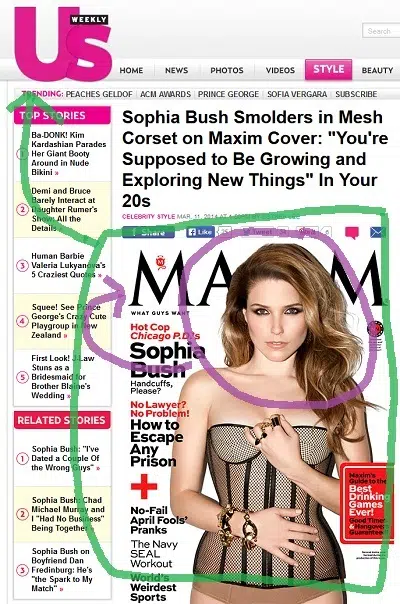 Us
WEEKLY
Search
HOME NEWS PHOTOS VIDEOS STYLE BEAUTY
TRENDING: PEACHES GELDOF | ACM AWARDS | PRINCE GEORGE | SOFIA VERGARA | SUBSCRIBE
TOP STORIES
1
Ba-DONK! Kim
Kardashian Parades
Her Giant Booty
Around in Nude
Bikini »
2
Demi and Bruce
Barely Interact at
Daughter Rumer's
Show: All the
Details
3
Human Barbie
Valeria Lukyanova's
5 Craziest Quotes »
4
Squee! See Prince
George's Crazy Cute
Playgroup in New
Zealand »
5
First Look! J.Law
Stuns as a
Bridesmaid for
Brother Blaine's
Wedding »
RELATED STORIES
1
Sophia Bush: "I've
Dated a Couple Of
the Wrong Guys" »
2
Sophia Bush: Chad
Michael Murray and
I "Had No Business"
Being Together »
3
Sophia Bush on
Boyfriend Dan
Fredinburg: He's
"the Spark to My
Match" »
Sophia Bush Smolders in Mesh
Corset on Maxim Cover: "You're
Supposed to Be Growing and
Exploring New Things" In Your
20s
CELEBRITY STYLE MAR. 11, 2014 AT
Share Like Tweet
MAXIM
WHAT GUYS WANT
Hot Cop
Chicago P.D.'s
Sophia
Bush
Handcuffs,
Please?
No Lawyer?
No Problem!
How to
Escape
Any
Prison
No-Fail
April Fools'
Pranks
The Navy
SEAL
Workout
World's
Weirdest
Sports
Maxim's
Guide to the
Best
Drinking
Games
Ever!
Good Time
Hangover
Guaranteed